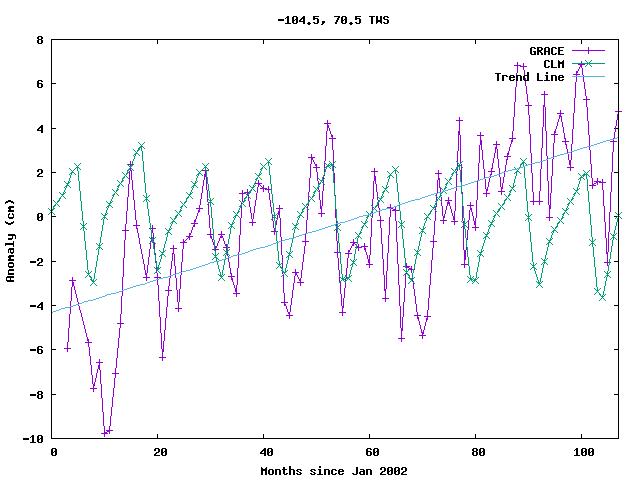 -104.5, 70.5 TWS
GRACE
CLM
Trend Line
8
6
4
2
0
-2
-4
-6
-8
-10
Anomaly (cm)
0 20 40 60 80 100
Months since Jan 2002